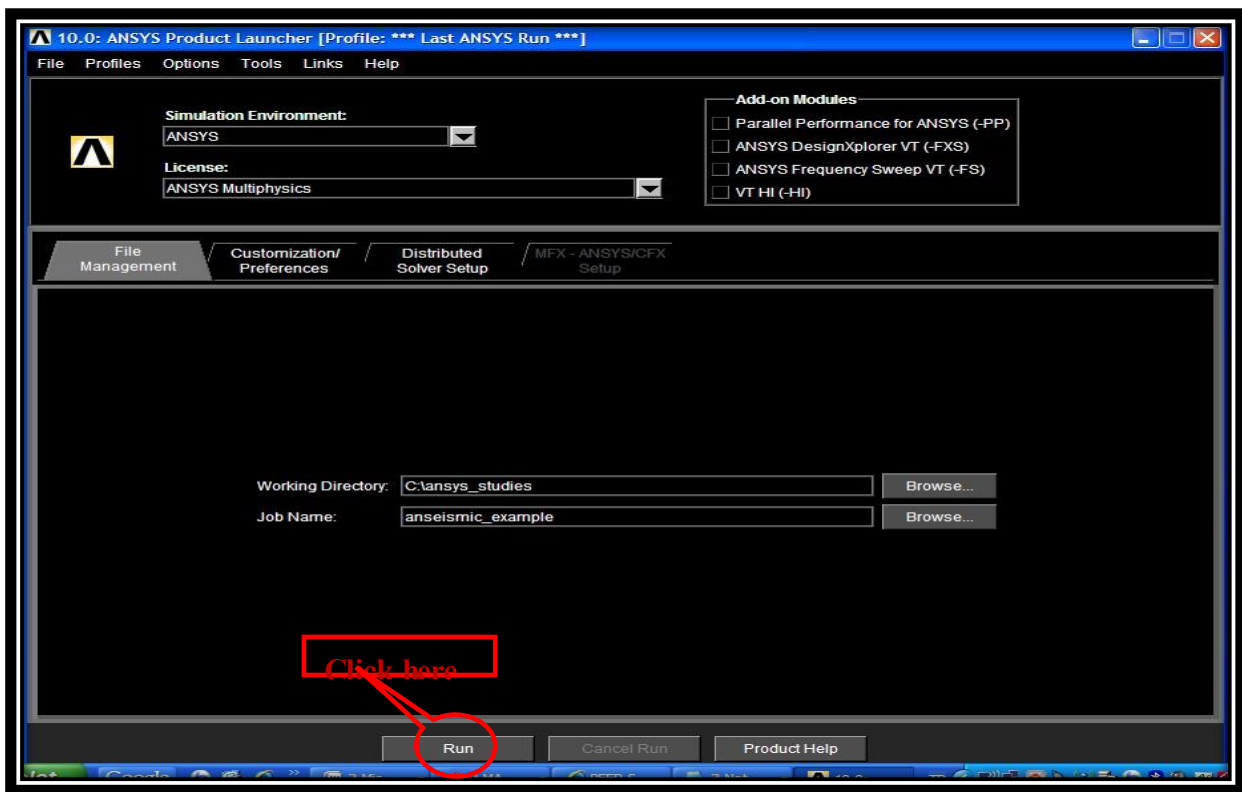 10.0: ANSYS Product Launcher [Profile: *** Last ANSYS Run ***]
File Profiles Options Tools Links Help
Simulation Environment:
ANSYS
License:
ANSYS Multiphysics
Add-on Modules
Parallel Performance for ANSYS (-PP)
ANSYS DesignXplorer VT (-FXS)
ANSYS Frequency Sweep VT (-FS)
VT HI (-HI)
File Management
Customization/ Preferences
Distributed Solver Setup
MFX - ANSYS/CFX Setup
Working Directory: C:\ansys_studies Browse...
Job Name: anseismic_example Browse...
Click here
Run Cancel Run Product Help
Google